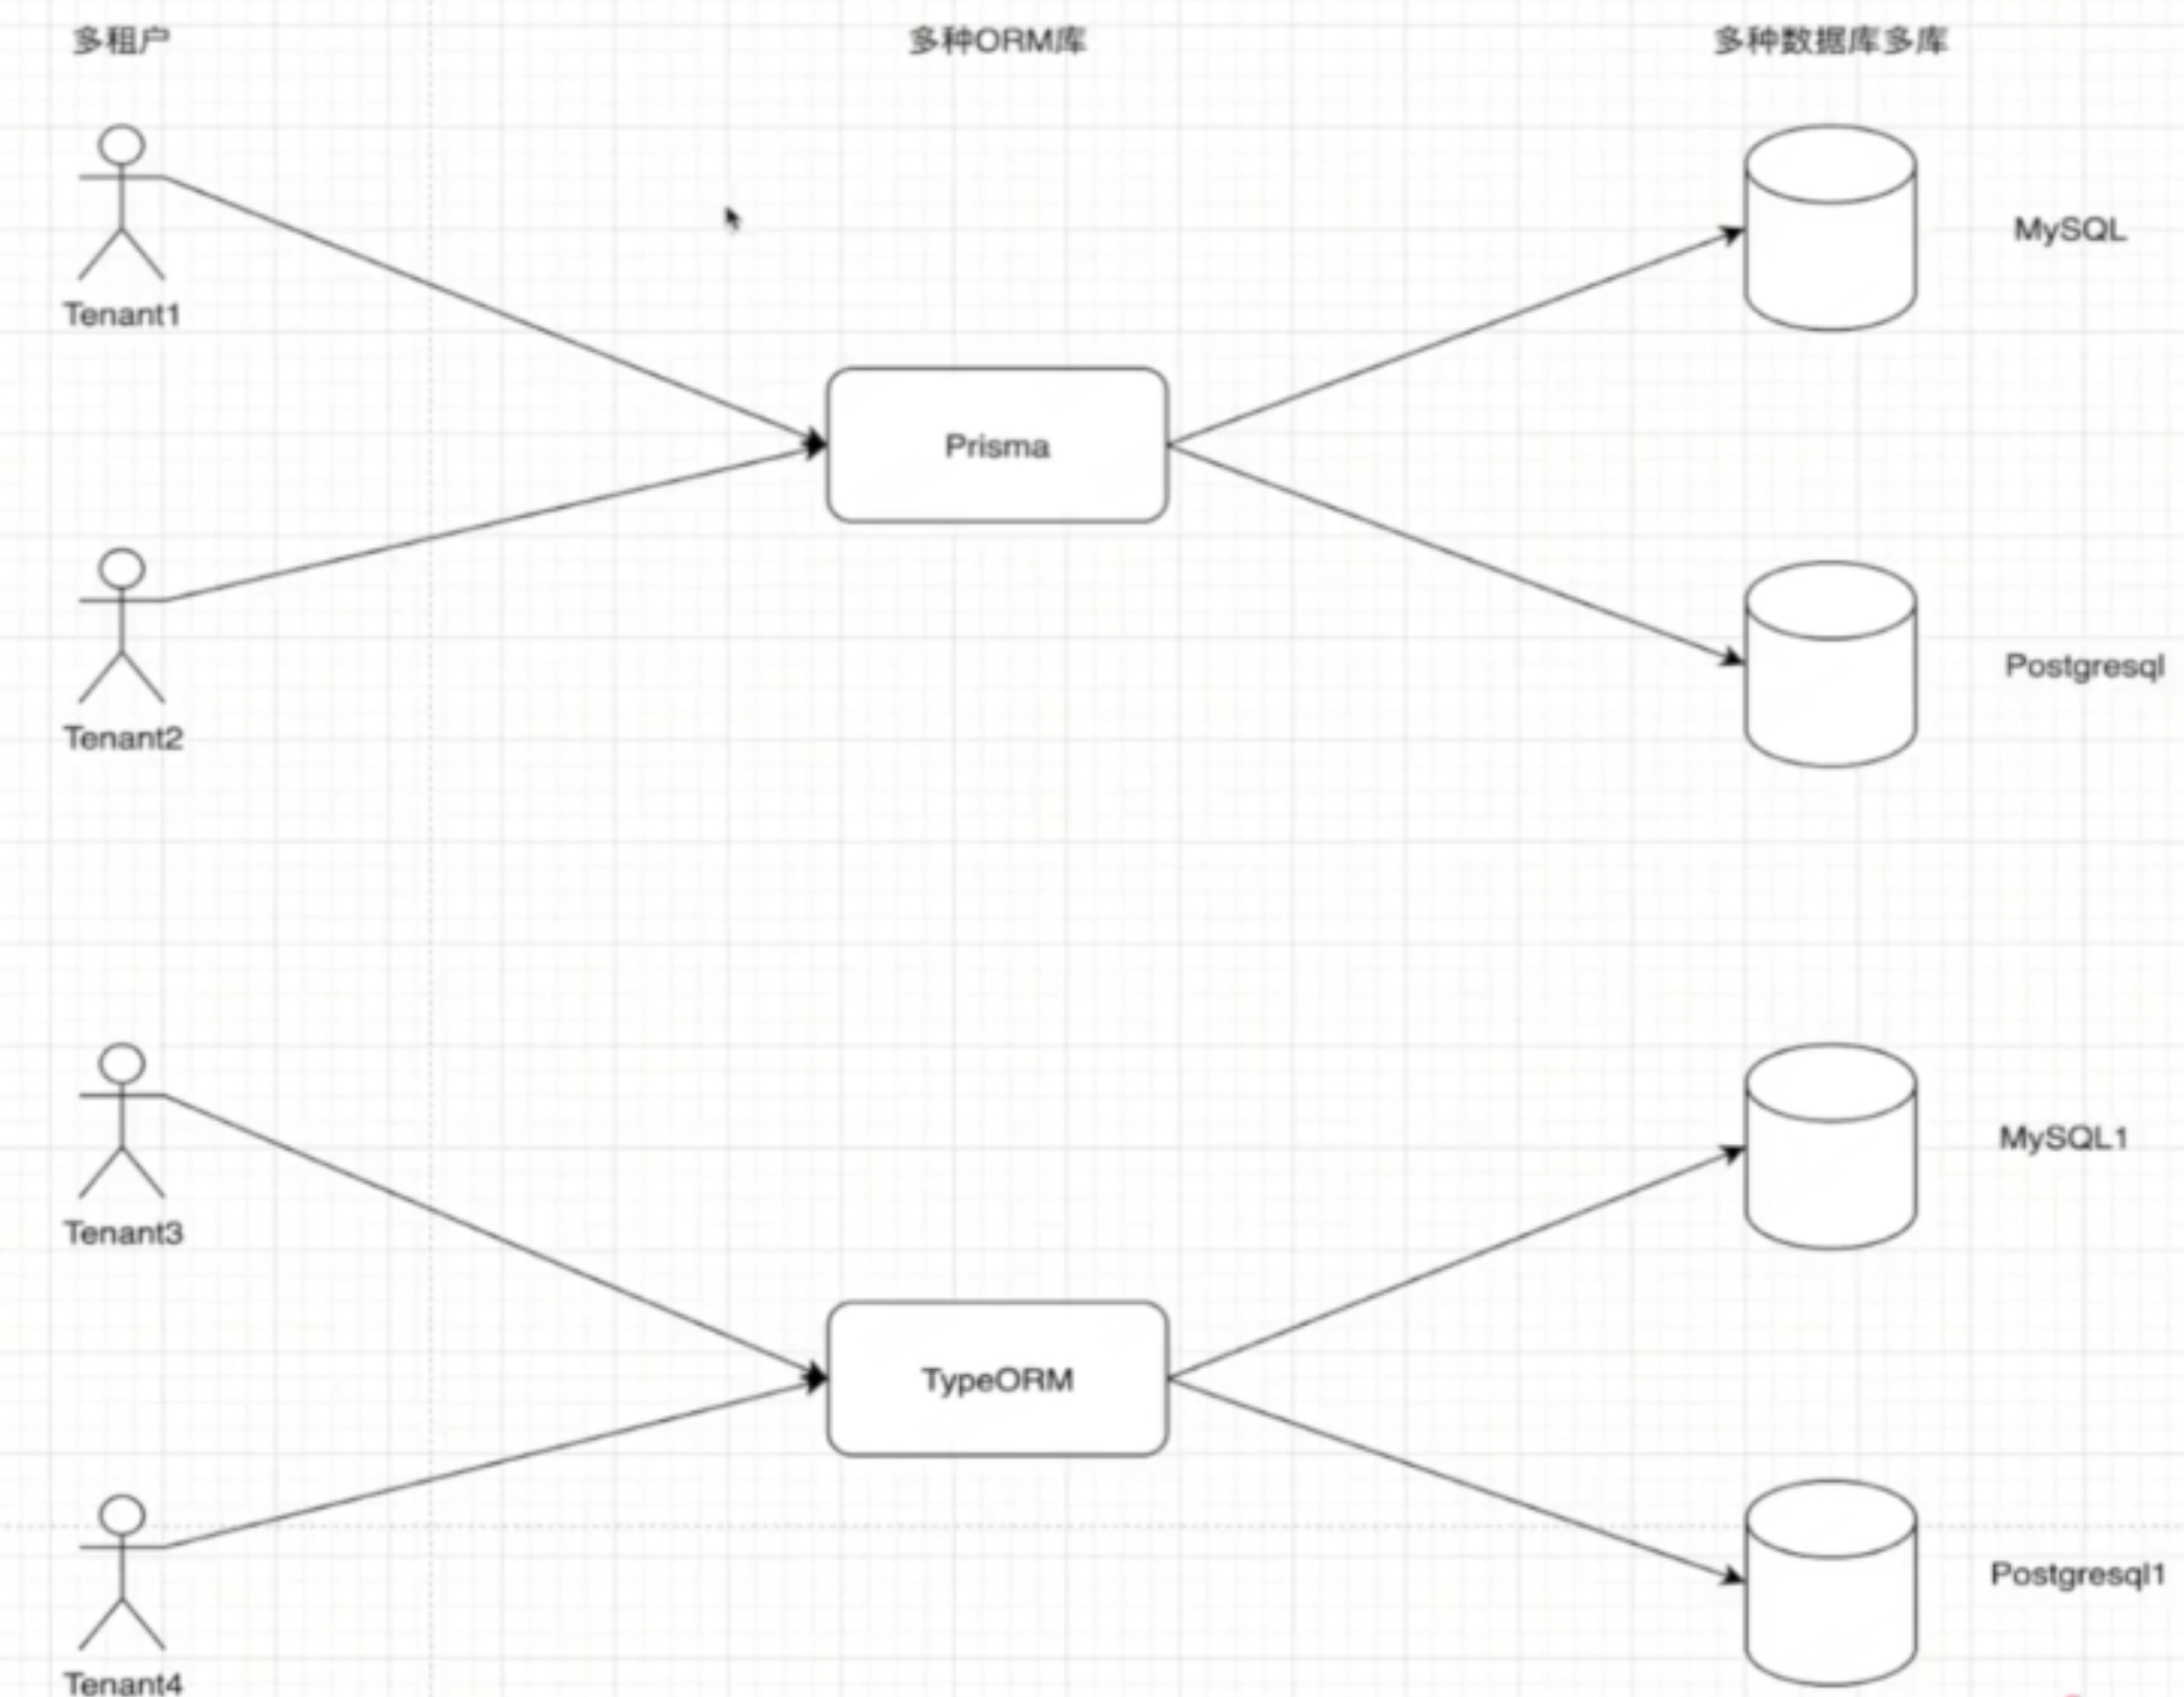 多租户
多种ORM库
多种数据库多库
Tenant1
MySQL
Prisma
Postgresql
Tenant2
MySQL1
Tenant3
TypeORM
Postgresql1
Tenant4